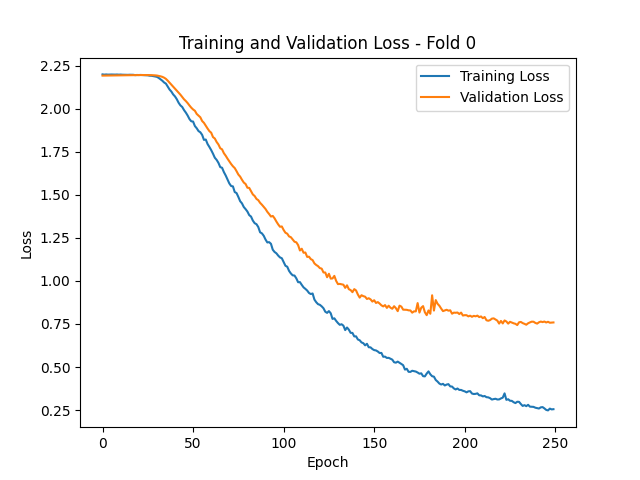 Training and Validation Loss - Fold 0
Training Loss
Validation Loss
2.25
2.00
1.75
1.50
1.25
1.00
0.75
0.50
0.25
Loss
0 50 100 150 200 250
Epoch